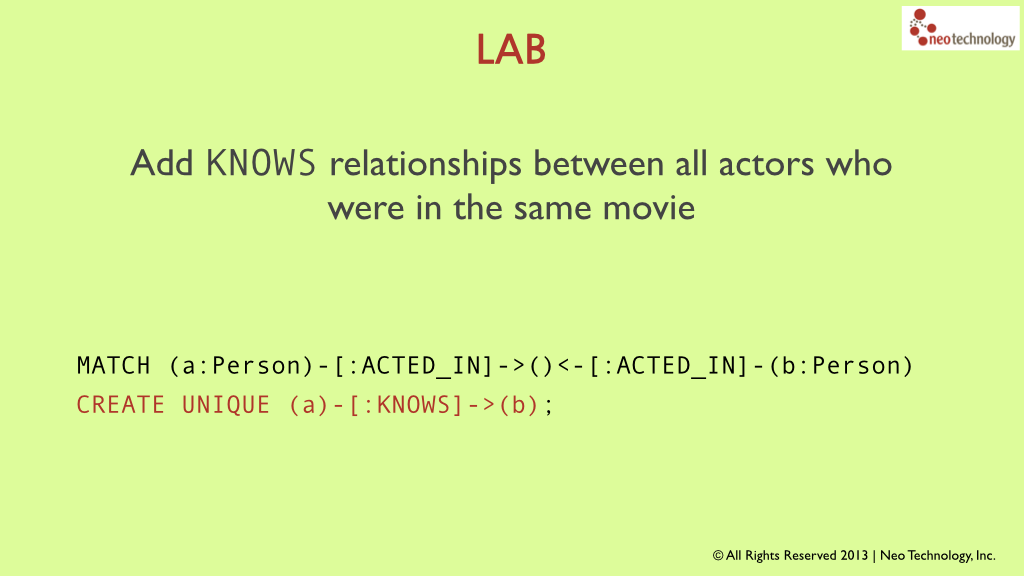 LAB
neotechnology
Add KNOWS relationships between all actors who
were in the same movie
MATCH (a:Person)-[:ACTED_IN]->()<-[:ACTED_IN]-(b:Person)
CREATE UNIQUE (a)-[:KNOWS]->(b);
© All Rights Reserved 2013 | Neo Technology, Inc.